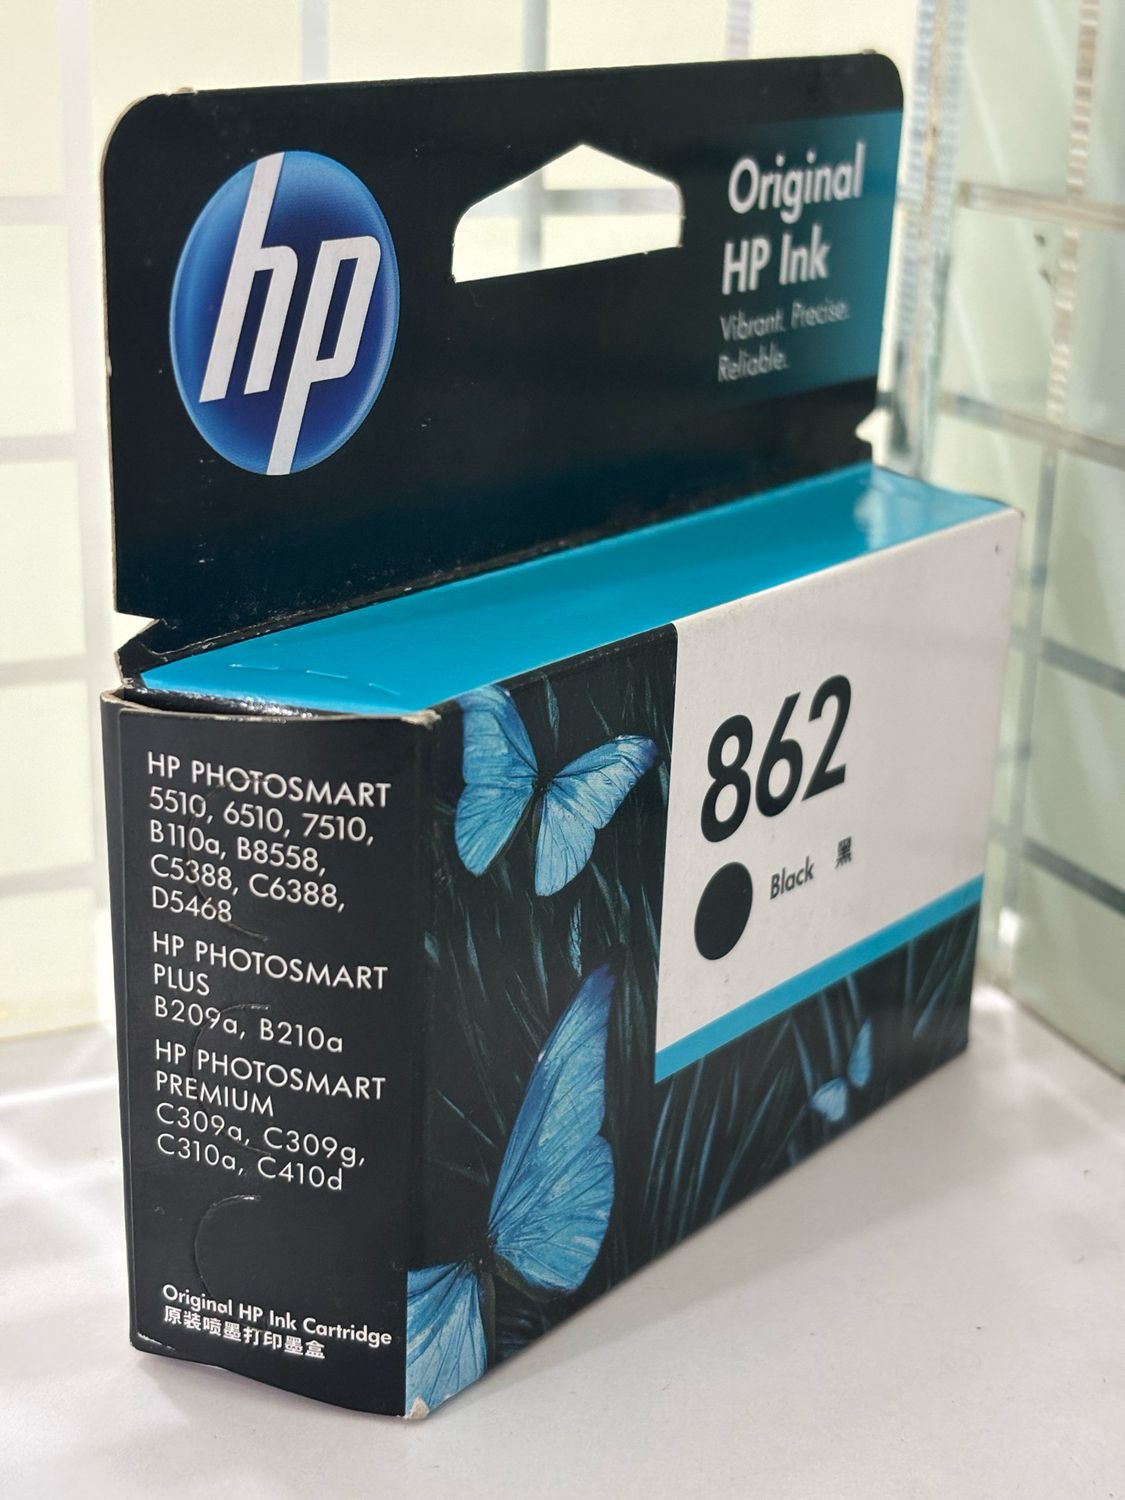 hp
Original
HP Ink
Vibrant. Precise.
Reliable.
862
Black 黑
HP PHOTOSMART
5510, 6510, 7510,
B110a, B8558,
C5388, C6388,
D5468
HP PHOTOSMART
PLUS
B209a, B210a
HP PHOTOSMART
PREMIUM
C309a, C309g,
C310a, C410d
Original HP Ink Cartridge
原装喷墨打印墨盒